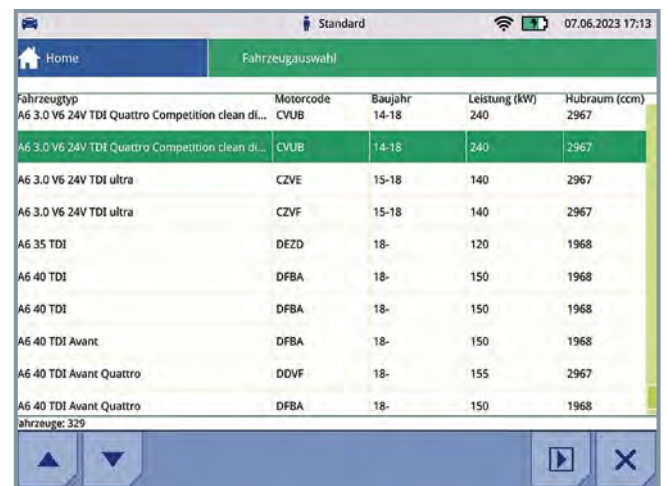 Standard 07.06.2023 17:13
Home Fahrzeugauswahl
Fahrzeugtyp Motorcode Baujahr Leistung (kW) Hubraum (ccm)
A6 3.0 V6 24V TDI Quattro Competition clean di... CVUB 14-18 240 2967
A6 3.0 V6 24V TDI Quattro Competition clean di... CVUB 14-18 240 2967
A6 3.0 V6 24V TDI ultra CZVE 15-18 140 2967
A6 3.0 V6 24V TDI ultra CZVF 15-18 140 2967
A6 35 TDI DEZD 18- 120 1968
A6 40 TDI DFBA 18- 150 1968
A6 40 TDI DFBA 18- 150 1968
A6 40 TDI Avant DFBA 18- 150 1968
A6 40 TDI Avant Quattro DDVF 18- 155 2967
A6 40 TDI Avant Quattro DFBA 18- 150 1968
ahrzeuge: 329